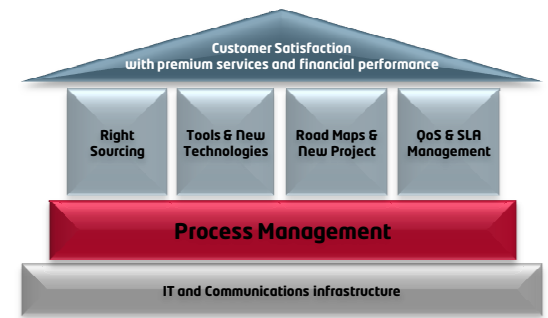 Customer Satisfaction
with premium services and financial performance
Right
Sourcing
Tools & New
Technologies
Road Maps &
New Project
QoS & SLA
Management
Process Management
IT and Communications infrastructure